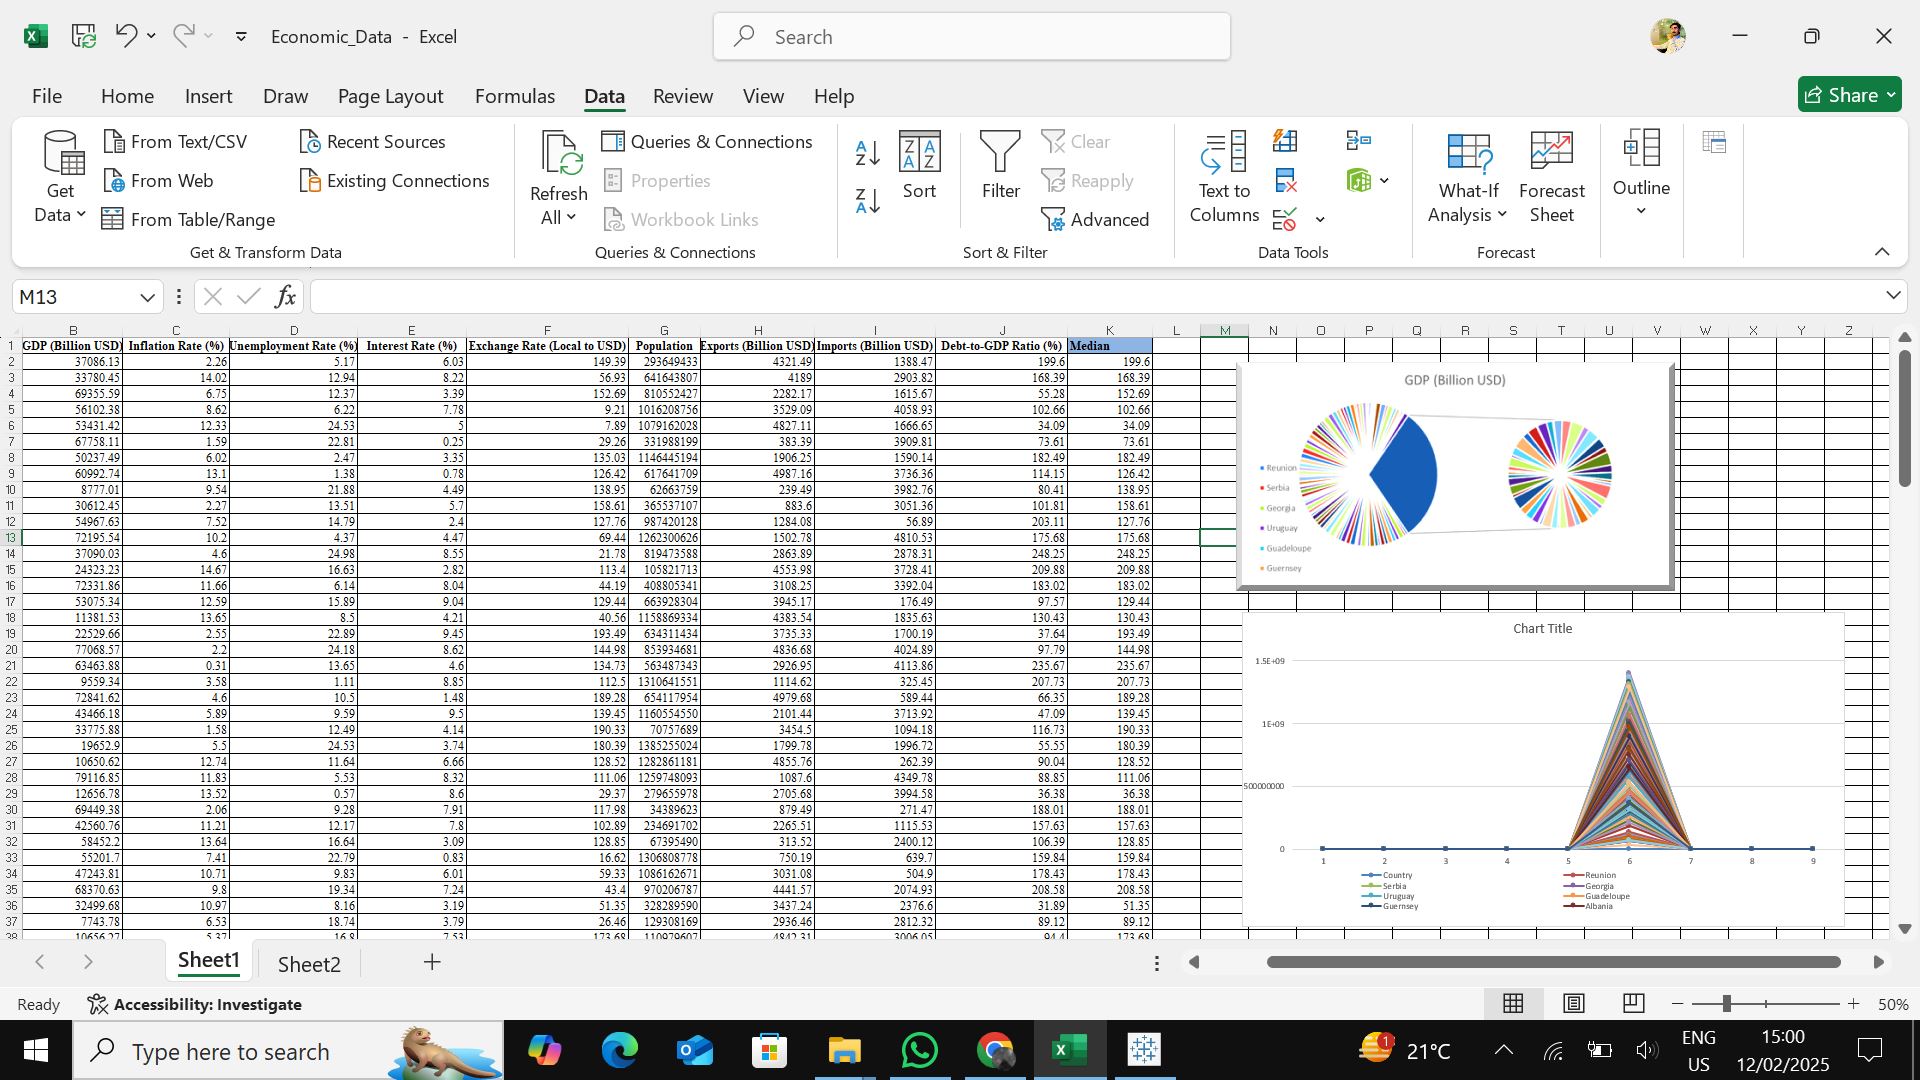 Economic_Data - Excel
Search
File Home Insert Draw Page Layout Formulas Data Review View Help
Share
Get Data
From Text/CSV
From Web
From Table/Range
Recent Sources
Existing Connections
Get & Transform Data
Refresh All
Queries & Connections
Properties
Workbook Links
Queries & Connections
Sort
Filter
Clear
Reapply
Advanced
Sort & Filter
Text to Columns
Data Tools
What-If Analysis
Forecast Sheet
Forecast
Outline
M13
fx
B C D E F G H I J K L M N O P Q R S T U V W X Y Z
1 GDP (Billion USD) Inflation Rate (%) Unemployment Rate (%) Interest Rate (%) Exchange Rate (Local to USD) Population Exports (Billion USD) Imports (Billion USD) Debt-to-GDP Ratio (%) Median
2 37086.13 2.26 5.17 6.03 149.39 293649433 4321.49 1388.47 199.6 199.6
3 33780.45 14.02 12.94 8.22 56.93 641643807 4189 2903.82 168.39 168.39
4 69355.59 6.75 12.37 3.39 152.69 810552427 2282.17 1615.67 55.28 152.69
5 56102.38 8.62 6.22 7.78 9.21 1016208756 3529.09 4058.93 102.66 102.66
6 53431.42 12.33 24.53 5 7.89 1079162028 4827.11 1666.65 34.09 34.09
7 67758.11 1.59 22.81 0.25 29.26 331988199 383.39 3909.81 73.61 73.61
8 50237.49 6.02 2.47 3.35 135.03 1146445194 1906.25 1590.14 182.49 182.49
9 60992.74 13.1 1.38 0.78 126.42 617641709 4987.16 3736.36 114.15 126.42
10 8777.01 9.54 21.88 4.49 138.95 62663759 239.49 3982.76 80.41 138.95
11 30612.45 2.27 13.51 5.7 158.61 365537107 883.6 3051.36 101.81 158.61
12 54967.63 7.52 14.79 2.4 127.76 987420128 1284.08 56.89 203.11 127.76
13 72195.54 10.2 4.37 4.47 69.44 1262300626 1502.78 4810.53 175.68 175.68
14 37090.03 4.6 24.98 8.55 21.78 819473588 2863.89 2878.31 248.25 248.25
15 24323.23 14.67 16.63 2.82 113.4 105821713 4553.98 3728.41 209.88 209.88
16 72331.86 11.66 6.14 8.04 44.19 408805341 3108.25 3392.04 183.02 183.02
17 53075.34 12.59 15.89 9.04 129.44 663928304 3945.17 176.49 97.57 129.44
18 11381.53 13.65 8.5 4.21 40.56 1158869334 4383.54 1835.63 130.43 130.43
19 22529.66 2.55 22.89 9.45 193.49 634311434 3735.33 1700.19 37.64 193.49
20 77068.57 2.2 24.18 8.62 144.98 853934681 4836.68 4024.89 97.79 144.98
21 63463.88 0.31 13.65 4.6 134.73 563487343 2926.95 4113.86 235.67 235.67
22 9559.34 3.58 1.11 8.85 112.5 1310641551 1114.62 325.45 207.73 207.73
23 72841.62 4.6 10.5 1.48 189.28 654117954 4979.68 589.44 66.35 189.28
24 43466.18 5.89 9.59 9.5 139.45 1160554550 2101.44 3713.92 47.09 139.45
25 33775.88 1.58 12.49 4.14 190.33 70757689 3454.5 1094.18 116.73 190.33
26 19652.9 5.5 24.53 3.74 180.39 1385255024 1799.78 1996.72 55.55 180.39
27 10650.62 12.74 11.64 6.66 128.52 1282861181 4855.76 262.39 90.04 128.52
28 79116.85 11.83 5.53 8.32 111.06 1259748093 1087.6 4349.78 88.85 111.06
29 12656.78 13.52 0.57 8.6 29.37 279655978 2705.68 3994.58 36.38 36.38
30 69449.38 2.06 9.28 7.91 117.98 34389623 879.49 271.47 188.01 188.01
31 42560.76 11.21 12.17 7.8 102.89 234691702 2265.51 1115.53 157.63 157.63
32 58452.2 13.64 16.64 3.09 128.85 67395490 313.52 2400.12 106.39 128.85
33 55201.7 7.41 22.79 0.83 16.62 1306808778 750.19 639.7 159.84 159.84
34 47243.81 10.71 9.83 6.01 59.33 1086162671 3031.08 504.9 178.43 178.43
35 68370.63 9.8 19.34 7.24 43.4 970206787 4441.57 2074.93 208.58 208.58
36 32499.68 10.97 8.16 3.19 51.35 328289590 3437.24 2376.6 31.89 51.35
37 7743.78 6.53 18.74 3.79 26.46 129308169 2936.46 2812.32 89.12 89.12
38 10656.27 5.37 16.8 7.53 173.68 110979607 4842.31 3006.05 94.4 173.68
GDP (Billion USD)
Reunion
Serbia
Georgia
Uruguay
Guadeloupe
Guernsey
Chart Title
1.5E+09
1E+09
500000000
0
1 2 3 4 5 6 7 8 9
Country Reunion
Serbia Georgia
Uruguay Guadeloupe
Guernsey Albania
Sheet1 Sheet2
Ready
Accessibility: Investigate
50%
Type here to search
1
21°C
ENG
US
15:00
12/02/2025